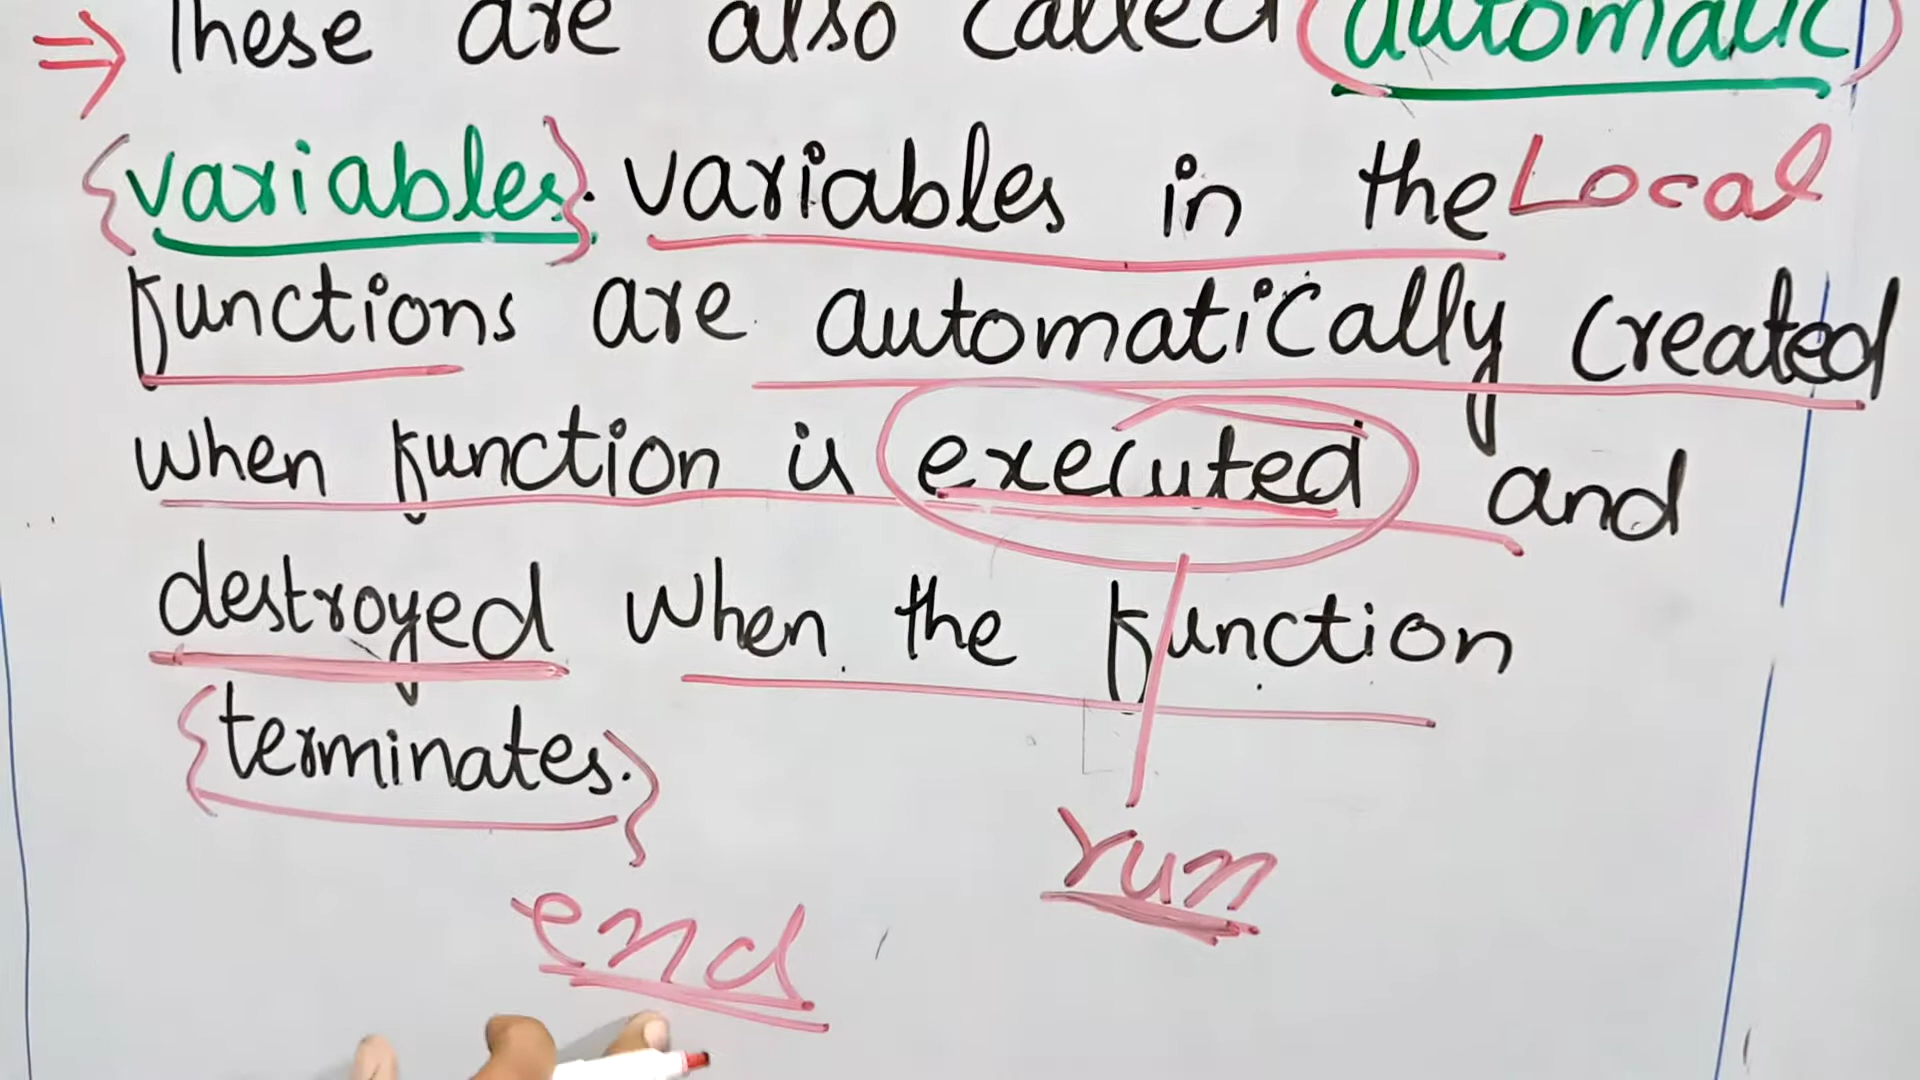 ⇒ These are also called (automatic)
{variables}. variables in the Local
functions are automatically created
when function is executed and
destroyed when the function
{terminates.}
run
end